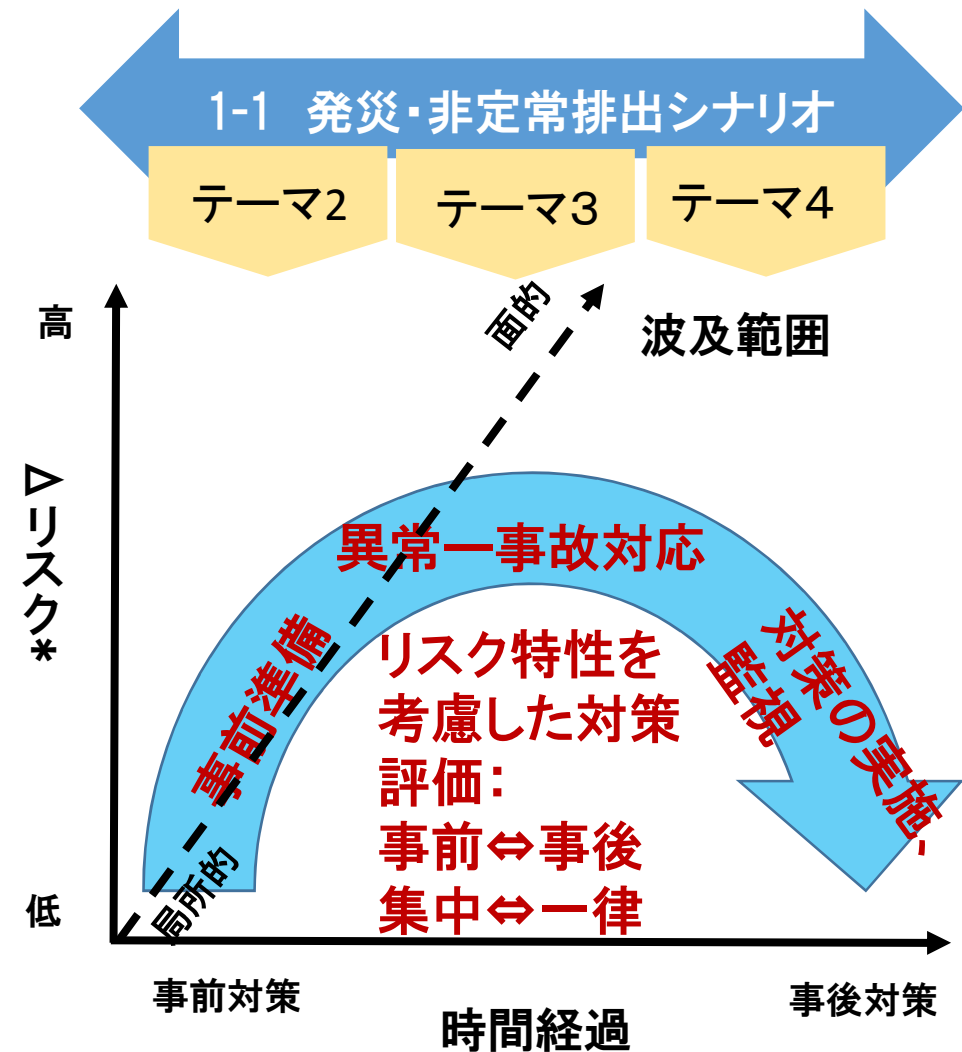 1-1 発災・非定常排出シナリオ
テーマ2
テーマ３
テーマ４
高
面的
波及範囲
△リスク*
異常―事故対応
事前準備
対策の実施、
監視
リスク特性を
考慮した対策
評価：
事前⇔事後
集中⇔一律
局所的
低
事前対策
事後対策
時間経過